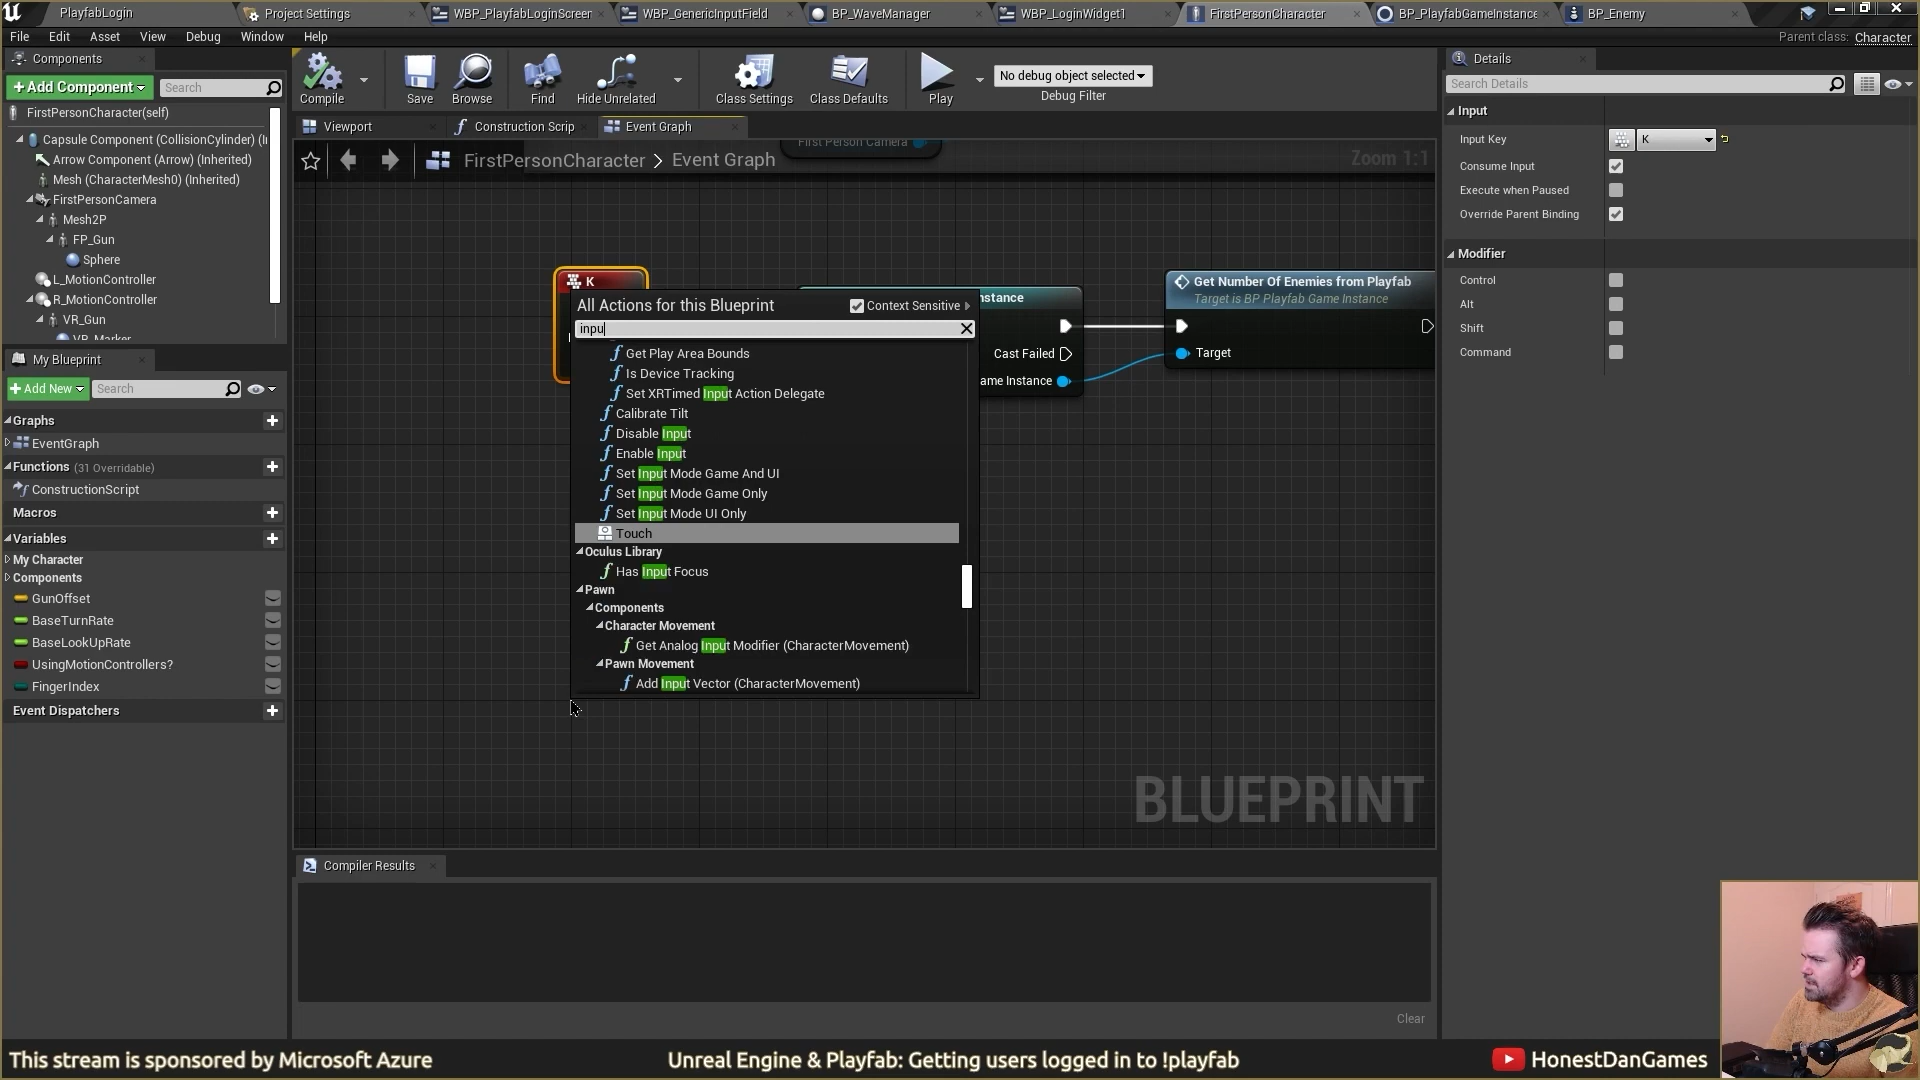 PlayfabLogin
Project Settings
WBP_PlayfabLoginScreen
WBP_GenericInputField
BP_WaveManager
WBP_LoginWidget1
FirstPersonCharacter
BP_PlayfabGameInstance
BP_Enemy
File Edit Asset View Debug Window Help
Parent class: Character
Components
+Add Component
Search
FirstPersonCharacter(self)
Capsule Component (CollisionCylinder) (I
Arrow Component (Arrow) (Inherited)
Mesh (CharacterMesh0) (Inherited)
FirstPersonCamera
Mesh2P
FP_Gun
Sphere
L_MotionController
R_MotionController
VR_Gun
VR_Marker
My Blueprint
+Add New
Search
Graphs
EventGraph
Functions (31 Overridable)
ConstructionScript
Macros
Variables
My Character
Components
GunOffset
BaseTurnRate
BaseLookUpRate
UsingMotionControllers?
FingerIndex
Event Dispatchers
Compile
Save
Browse
Find
Hide Unrelated
Class Settings
Class Defaults
Play
No debug object selected
Debug Filter
Viewport
Construction Scrip
Event Graph
FirstPersonCharacter > Event Graph
First Person Camera
Zoom 1:1
K
nstance
Cast Failed
ame Instance
Get Number Of Enemies from Playfab
Target is BP Playfab Game Instance
Target
All Actions for this Blueprint
Context Sensitive
inpu
Get Play Area Bounds
Is Device Tracking
Set XRTimed Input Action Delegate
Calibrate Tilt
Disable Input
Enable Input
Set Input Mode Game And UI
Set Input Mode Game Only
Set Input Mode UI Only
Touch
Oculus Library
Has Input Focus
Pawn
Components
Character Movement
Get Analog Input Modifier (CharacterMovement)
Pawn Movement
Add Input Vector (CharacterMovement)
BLUEPRINT
Compiler Results
Clear
Details
Search Details
Input
Input Key K
Consume Input
Execute when Paused
Override Parent Binding
Modifier
Control
Alt
Shift
Command
This stream is sponsored by Microsoft Azure
Unreal Engine & Playfab: Getting users logged in to !playfab
HonestDanGames